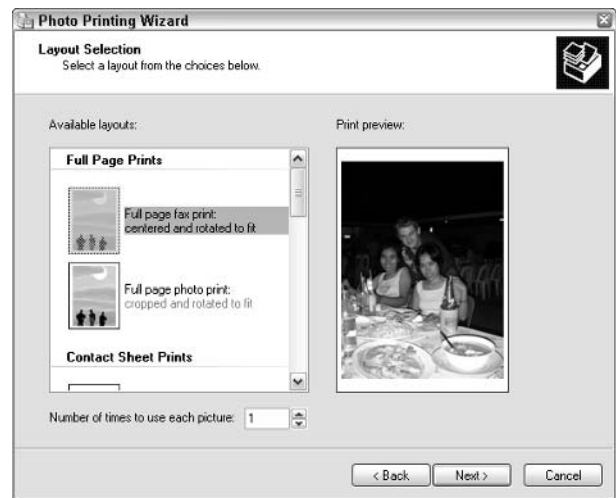 Photo Printing Wizard
Layout Selection
Select a layout from the choices below.
Available layouts:
Print preview:
Full Page Prints
Full page fax print:
centered and rotated to fit
Full page photo print:
cropped and rotated to fit
Contact Sheet Prints
Number of times to use each picture: 1
< Back
Next >
Cancel